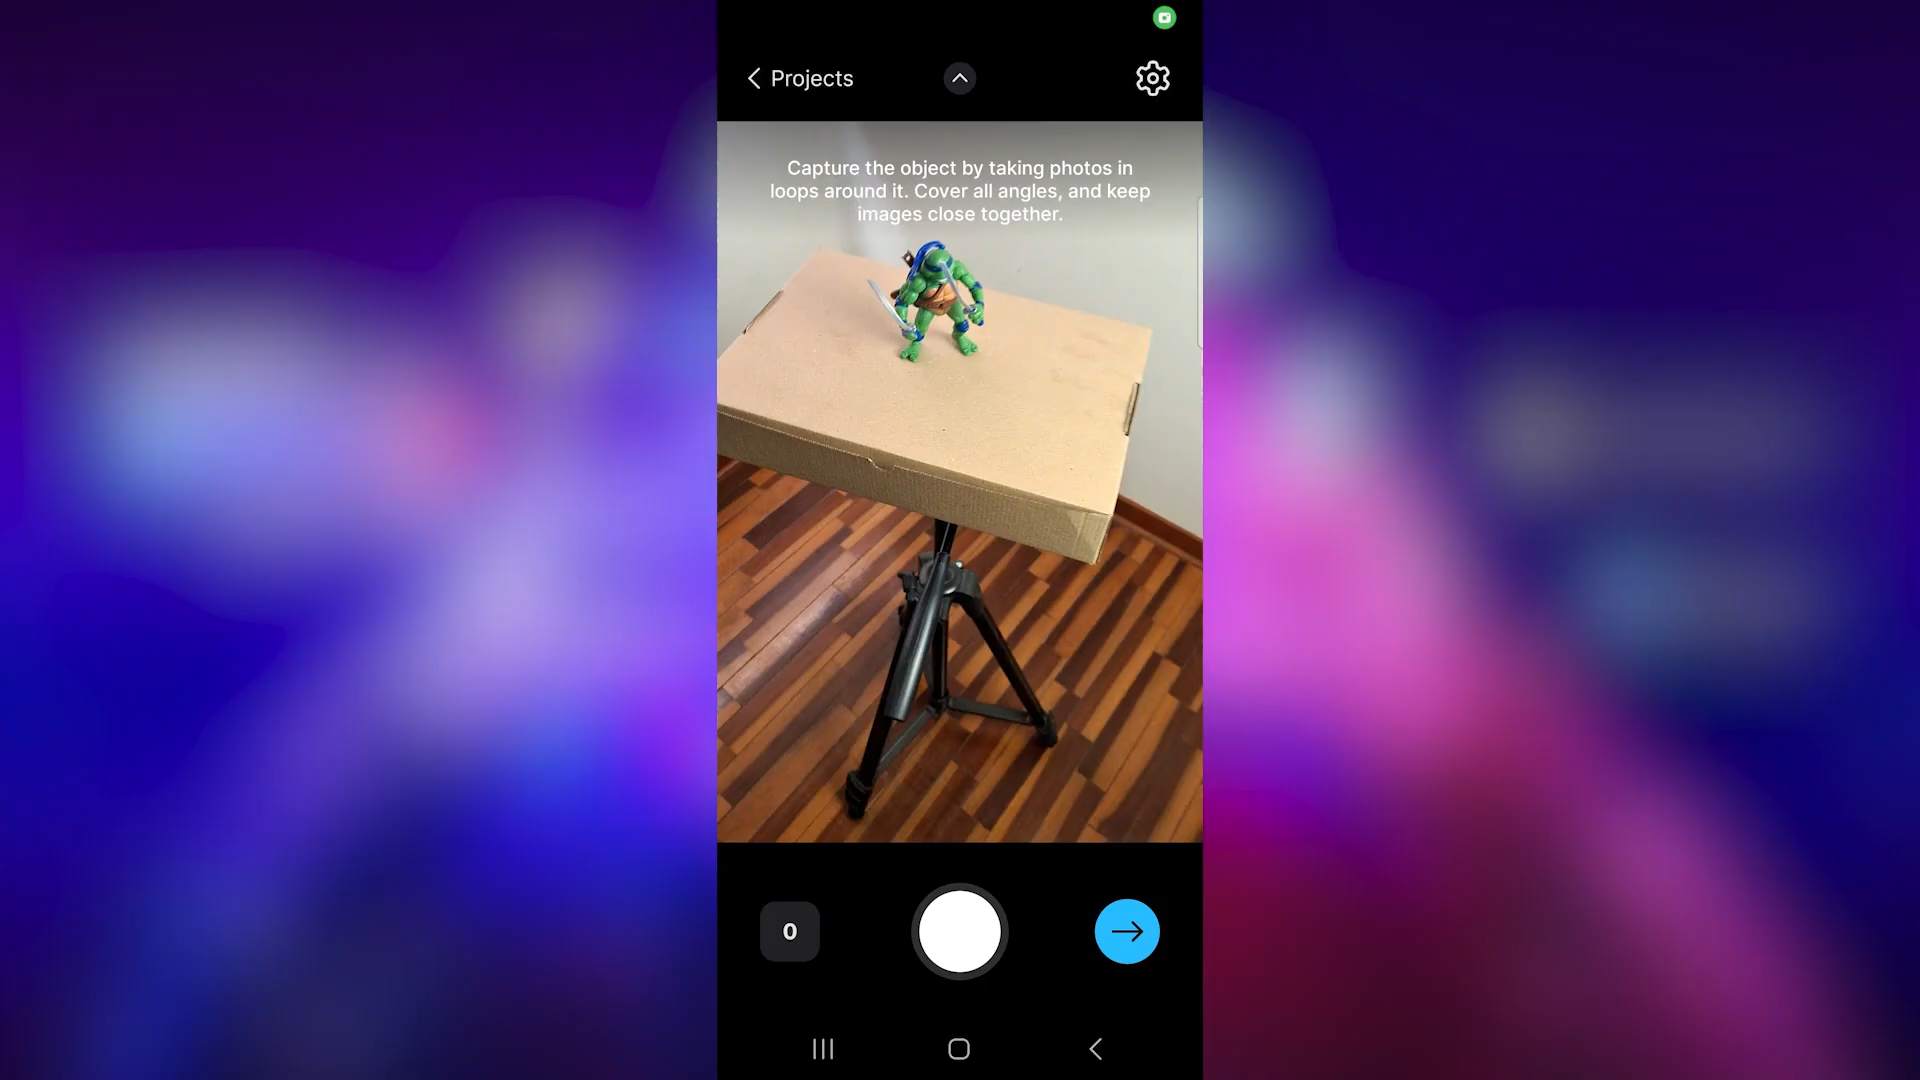 Projects
Capture the object by taking photos in
loops around it. Cover all angles, and keep
images close together.
0